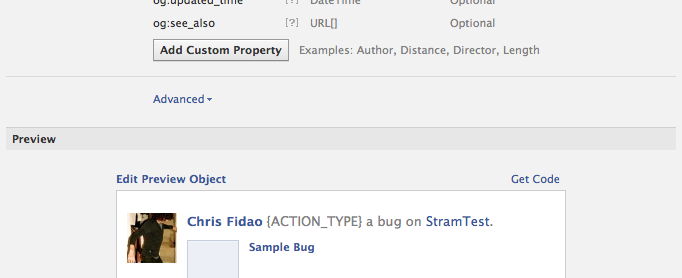 og:updated_time [?] DateTime Optional
og:see_also [?] URL[] Optional
Add Custom Property Examples: Author, Distance, Director, Length
Advanced
Preview
Edit Preview Object Get Code
Chris Fidao {ACTION_TYPE} a bug on StramTest.
Sample Bug